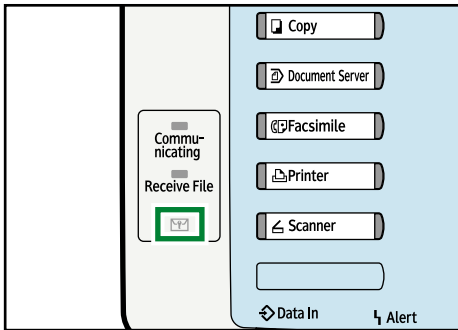 Copy
Document Server
Facsimile
Printer
Scanner
Commu-
nicating
Receive File
Data In
Alert